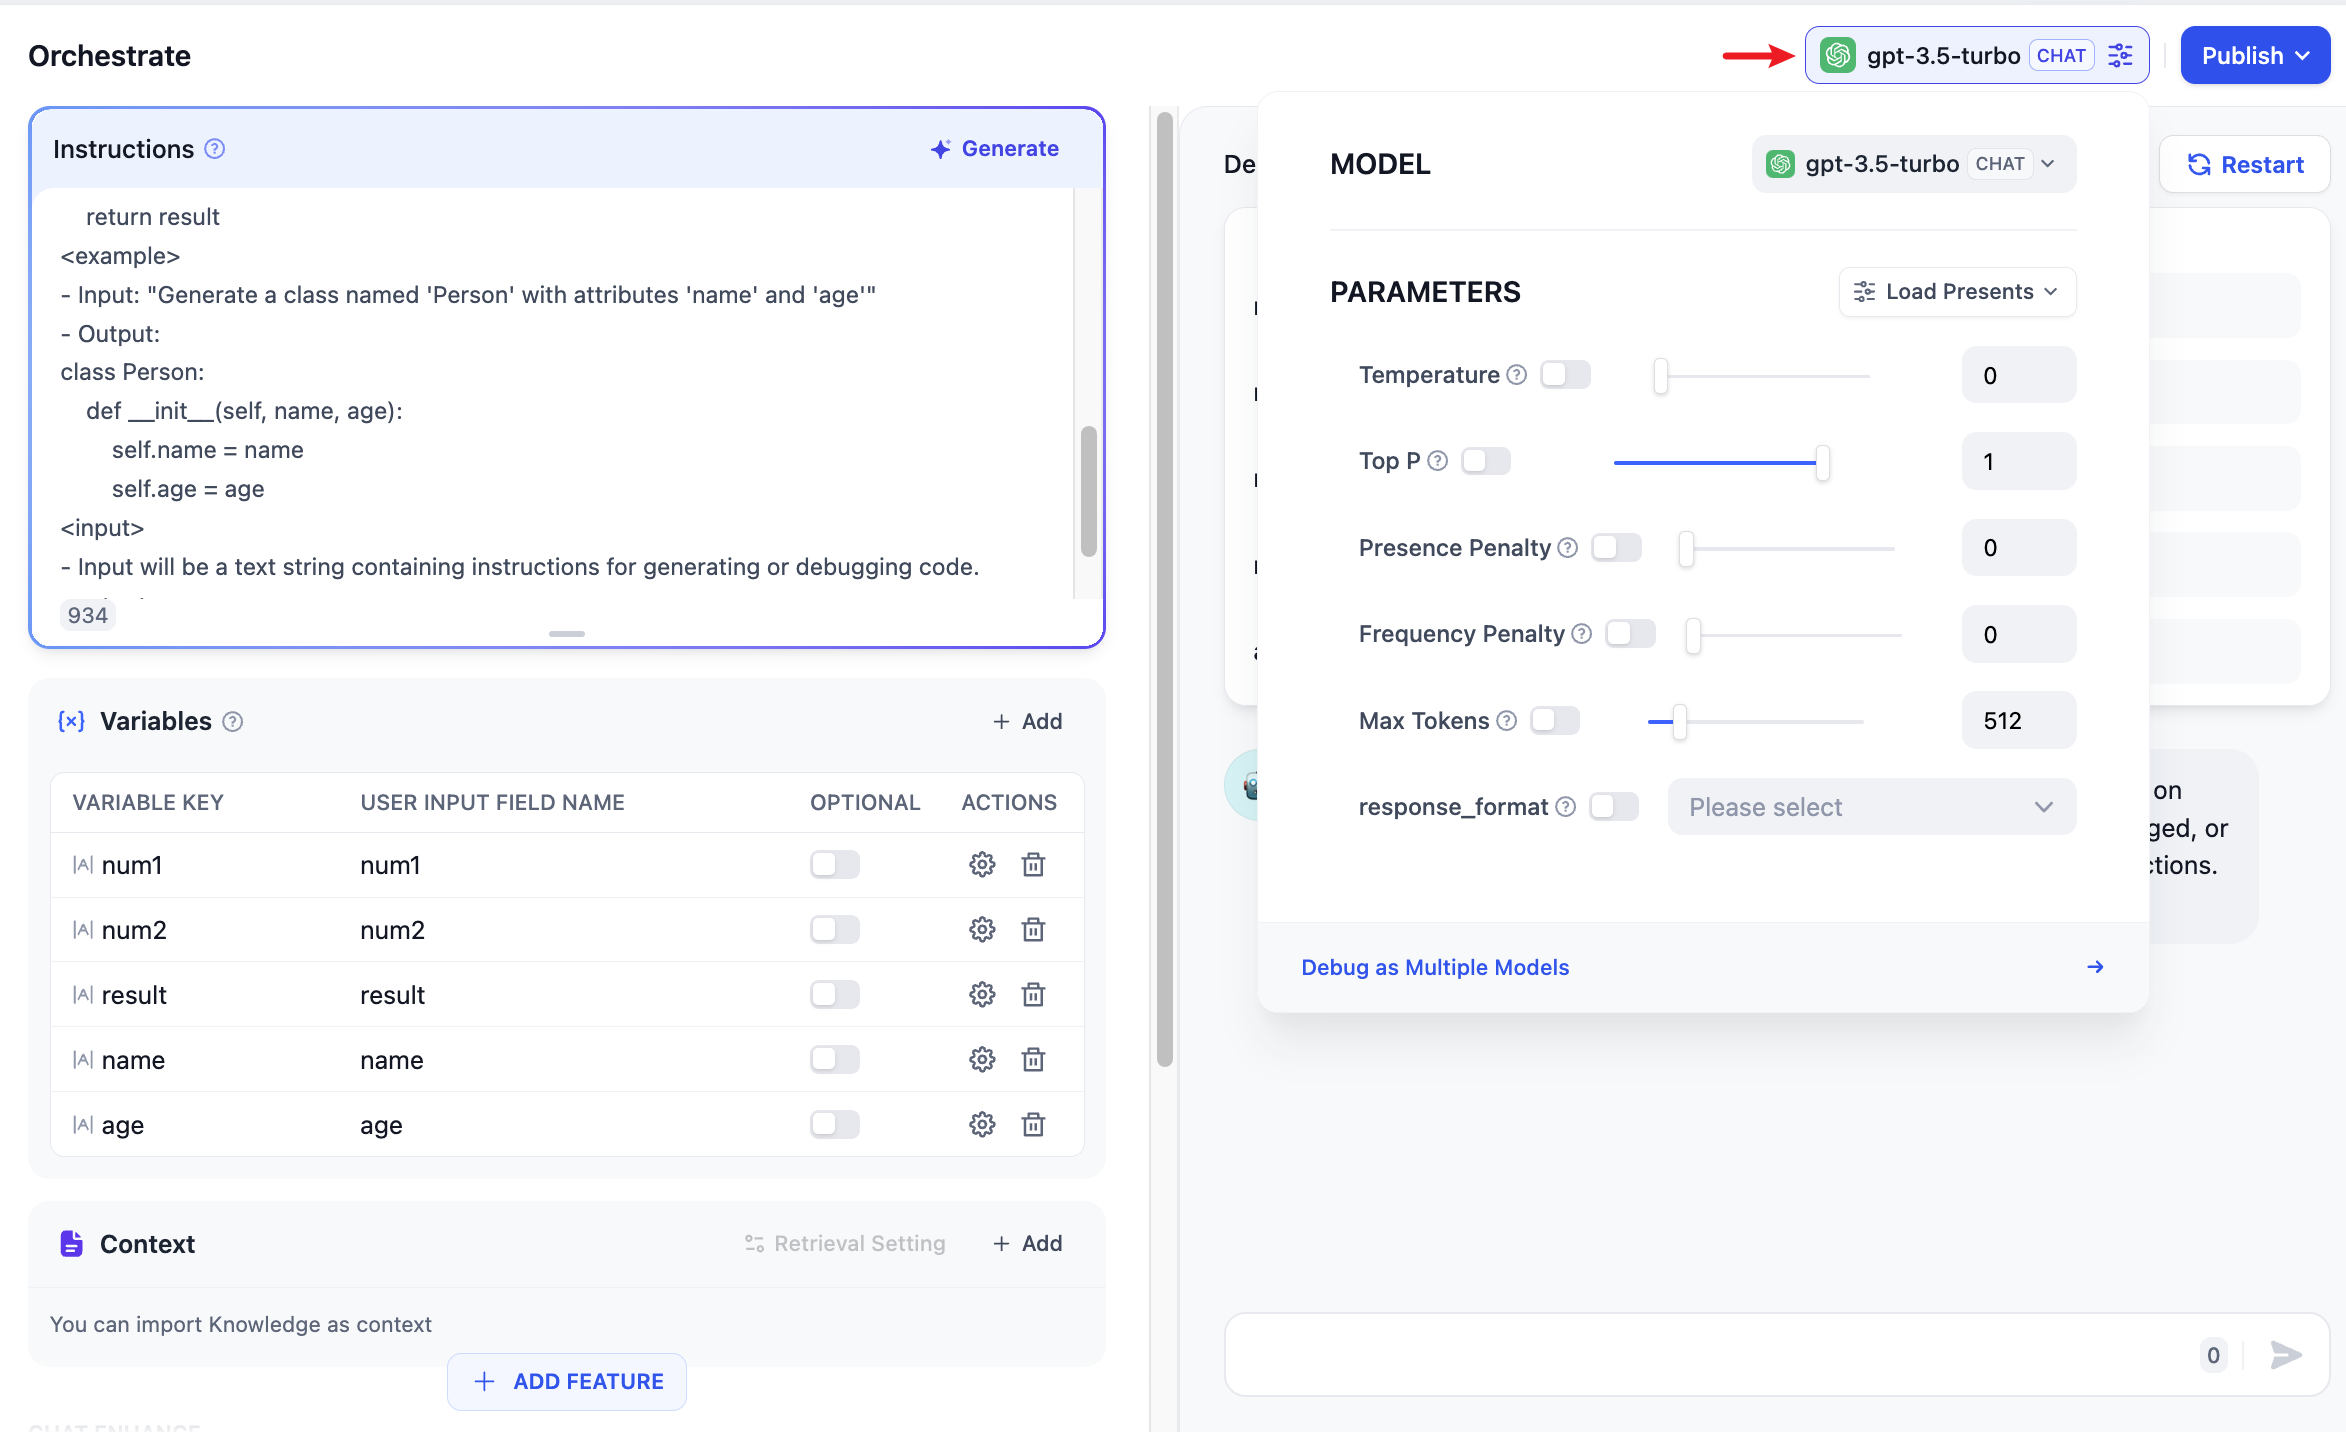 Orchestrate
gpt-3.5-turbo CHAT
Publish
Instructions
Generate
return result
<example>
- Input: "Generate a class named 'Person' with attributes 'name' and 'age'"
- Output:
class Person:
def __init__(self, name, age):
self.name = name
self.age = age
<input>
- Input will be a text string containing instructions for generating or debugging code.
934
Variables
+ Add
VARIABLE KEY USER INPUT FIELD NAME OPTIONAL ACTIONS
num1 num1
num2 num2
result result
name name
age age
Context
Retrieval Setting
+ Add
You can import Knowledge as context
+ ADD FEATURE
CHAT ENHANCE
De
Restart
MODEL
gpt-3.5-turbo CHAT
PARAMETERS
Load Presents
Temperature 0
Top P 1
Presence Penalty 0
Frequency Penalty 0
Max Tokens 512
response_format Please select
Debug as Multiple Models
on
ged, or
ctions.
0